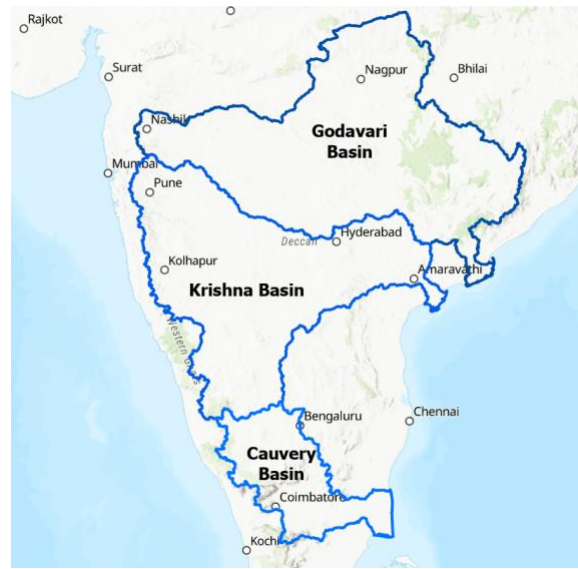 Rajkot
Surat
Nagpur
Bhilai
Nashik
Godavari
Basin
Mumbai
Pune
Deccan
Hyderabad
Kolhapur
Amaravathi
Krishna Basin
Western Ghats
Bengaluru
Chennai
Cauvery
Basin
Coimbatore
Kochi